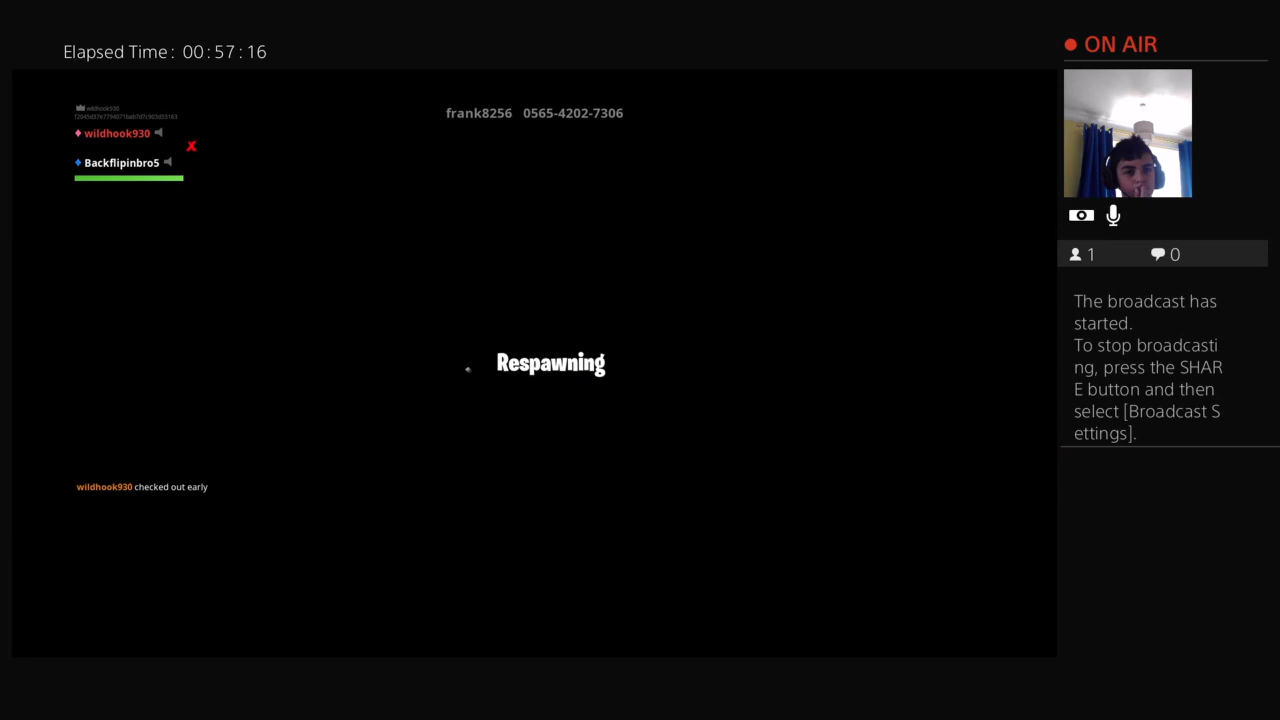 Elapsed Time: 00:57:16
ON AIR
wildhook930
frank8256 0565-4202-7306
wildhook930
X
Backflipinbro5
1 0
The broadcast has
started.
To stop broadcasti
ng, press the SHAR
E button and then
select [Broadcast S
ettings].
Respawning
wildhook930 checked out early